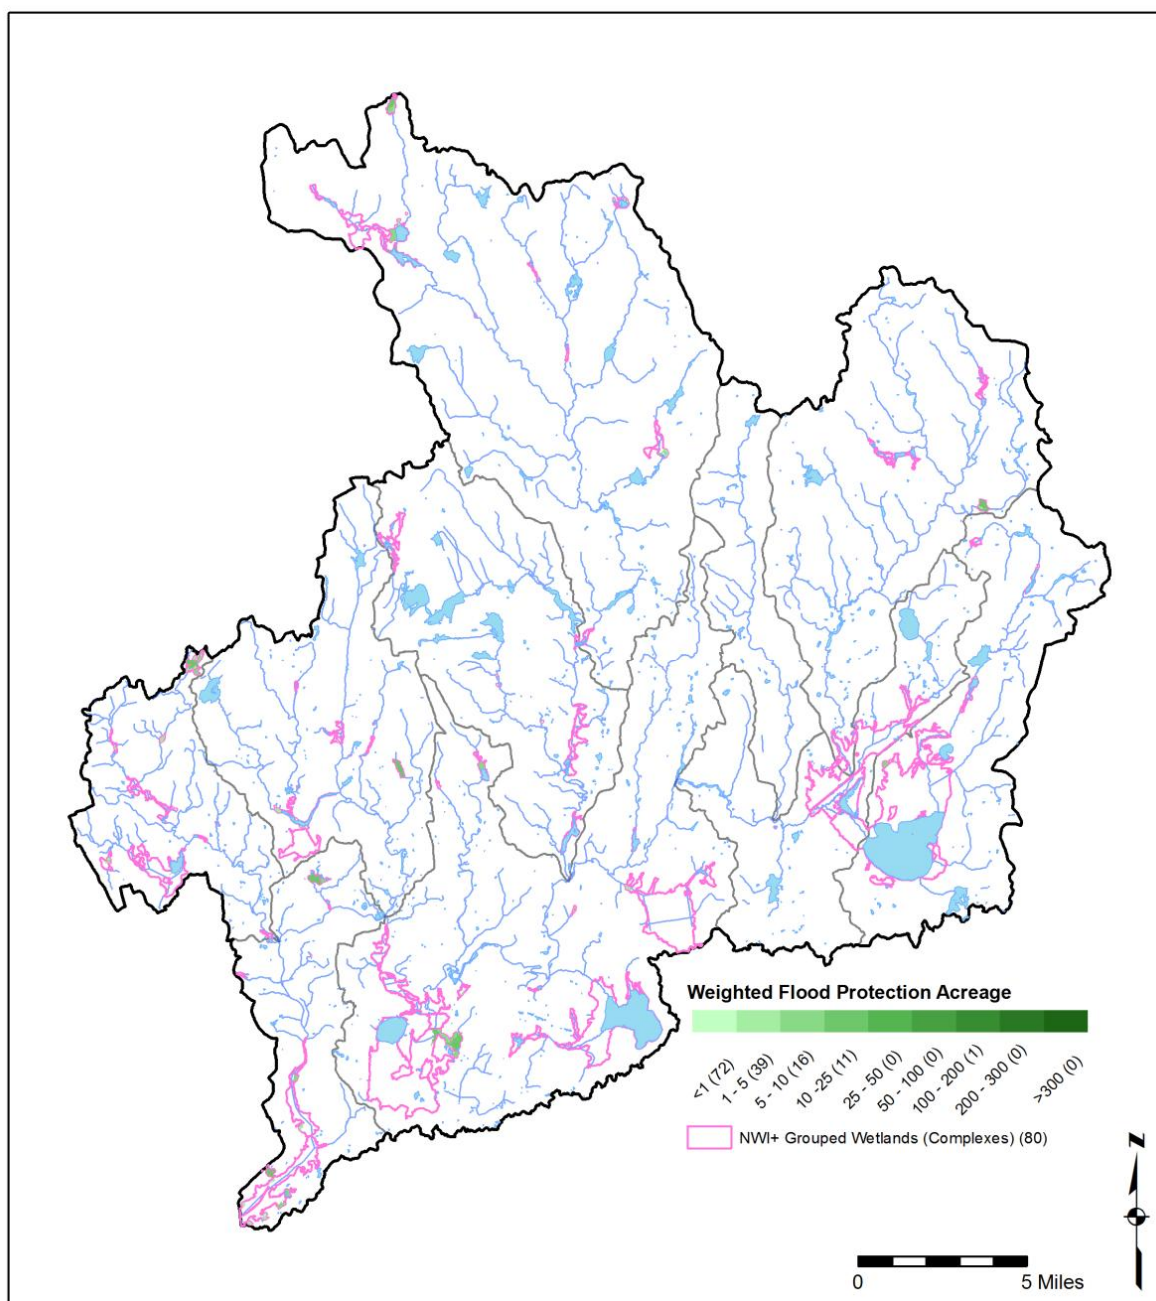 Weighted Flood Protection Acreage
<1 (72)
1 - 5 (39)
5 - 10 (16)
10 -25 (11)
25 - 50 (0)
50 - 100 (0)
100 - 200 (1)
200 - 300 (0)
>300 (0)
NWI+ Grouped Wetlands (Complexes) (80)
N
0 5 Miles